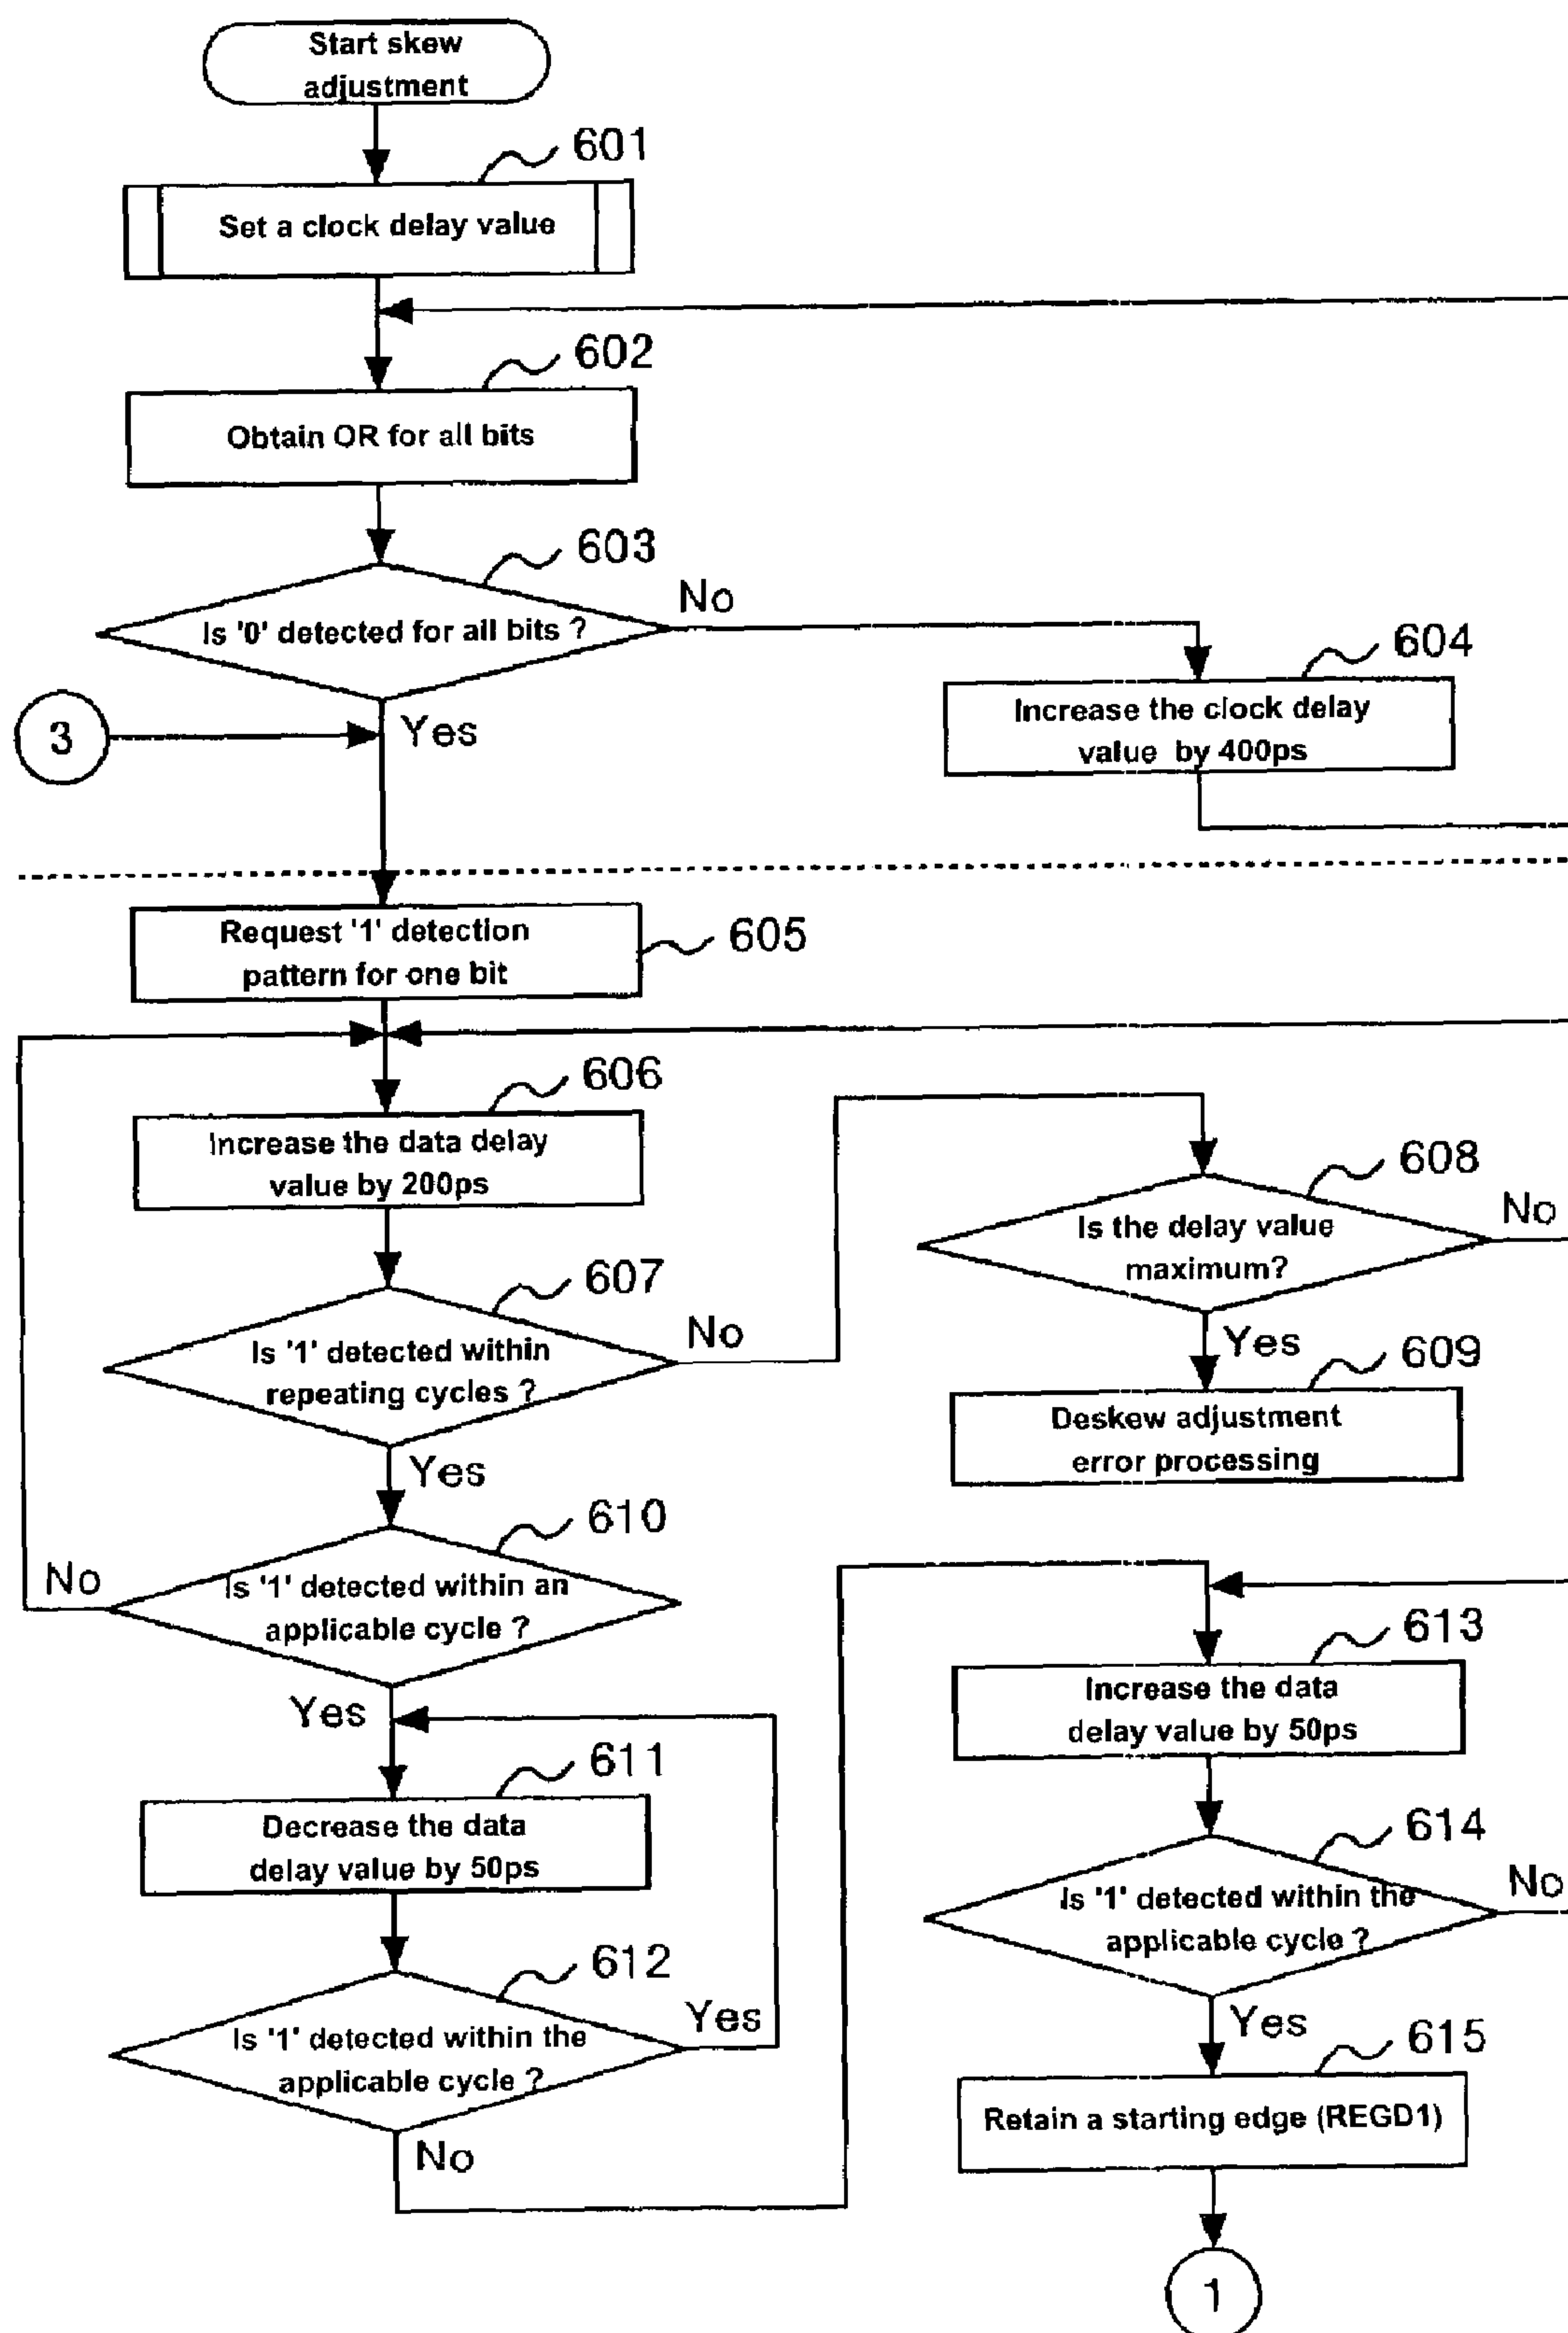 Start skew
adjustment
601
Set a clock delay value
602
Obtain OR for all bits
603
Is '0' detected for all bits ?
No
604
Increase the clock delay
value by 400ps
3
Yes
605
Request '1' detection
pattern for one bit
606
Increase the data delay
value by 200ps
607
Is '1' detected within
repeating cycles ?
No
608
Is the delay value
maximum?
No
Yes
609
Deskew adjustment
error processing
Yes
610
Is '1' detected within an
applicable cycle ?
No
Yes
611
Decrease the data
delay value by 50ps
612
Is '1' detected within the
applicable cycle ?
Yes
No
613
Increase the data
delay value by 50ps
614
Is '1' detected within the
applicable cycle ?
No
Yes
615
Retain a starting edge (REGD1)
1